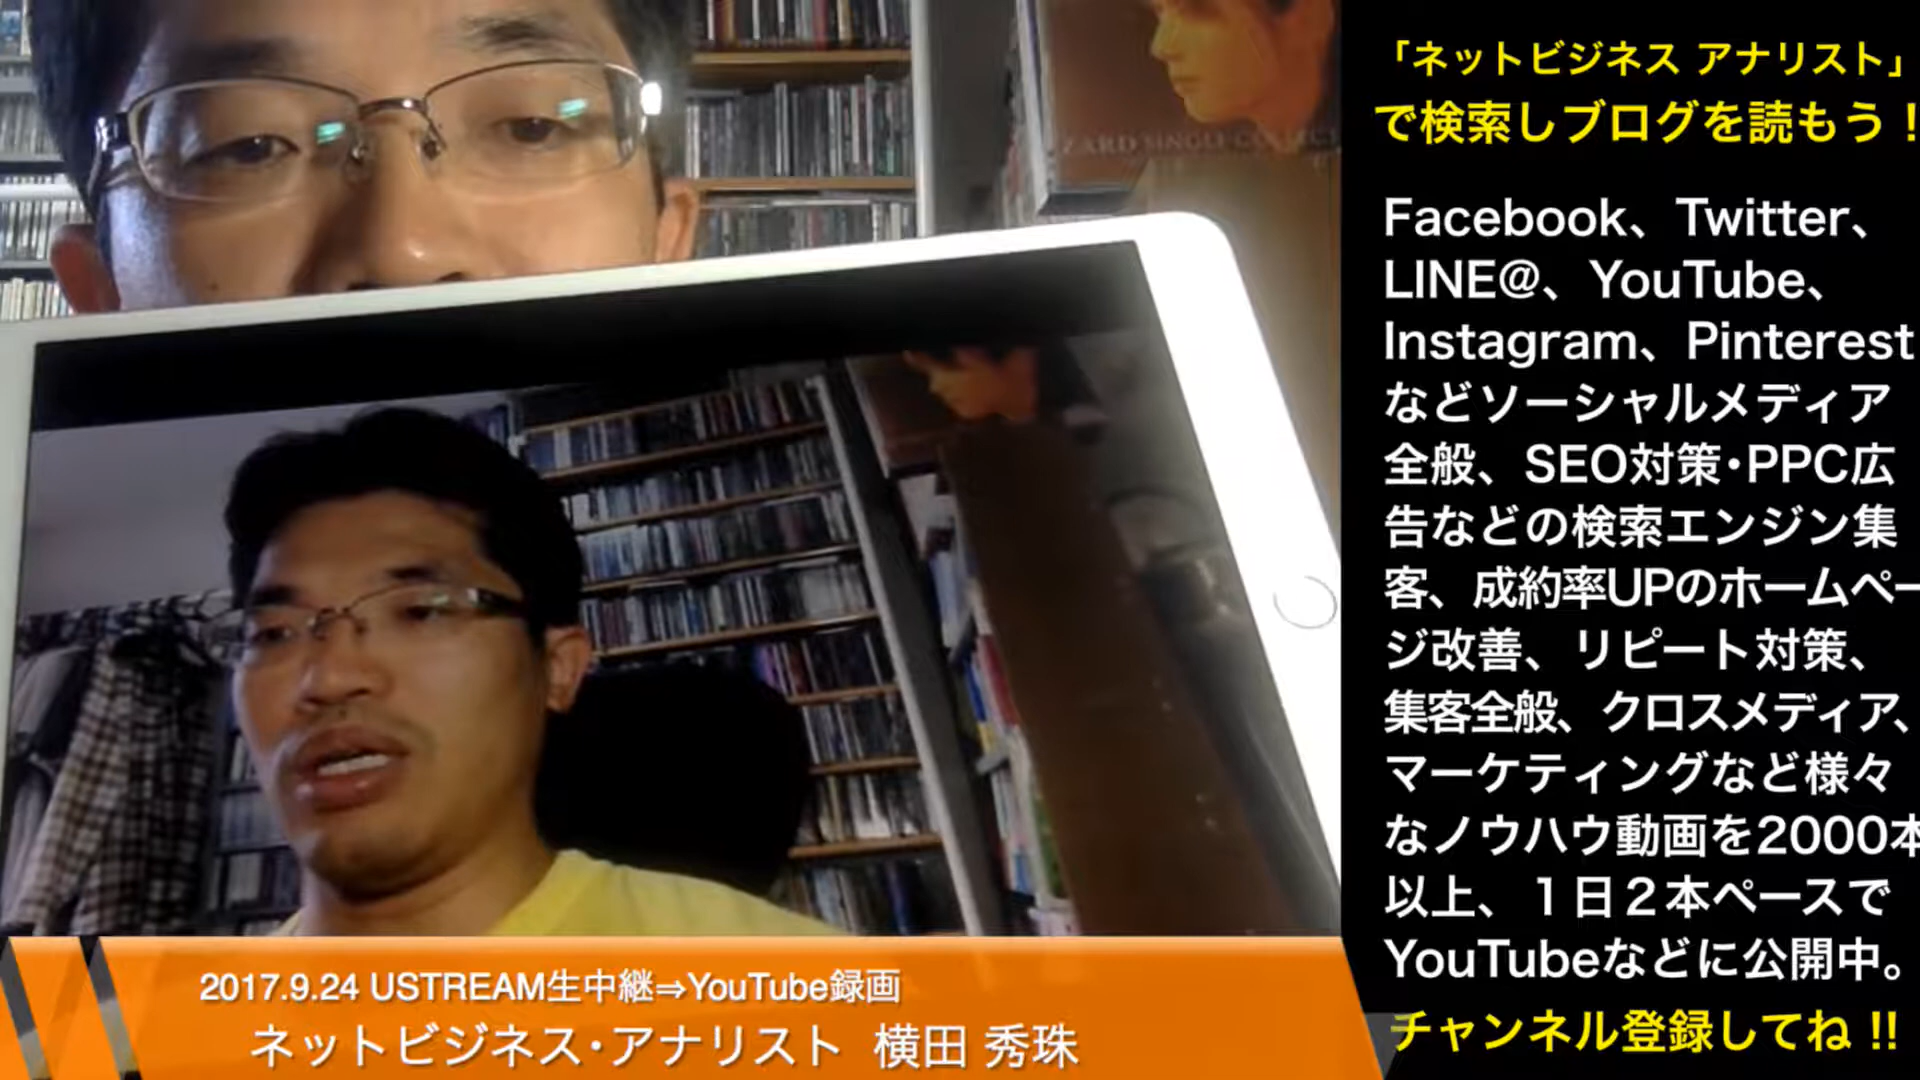 ZARD SINGLE COLLECT
「ネットビジネス アナリスト」
で検索しブログを読もう！
Facebook、Twitter、
LINE@、YouTube、
Instagram、Pinterest
などソーシャルメディア
全般、SEO対策・PPC広
告などの検索エンジン集
客、成約率UPのホームペー
ジ改善、リピート対策、
集客全般、クロスメディア、
マーケティングなど様々
なノウハウ動画を2000本
以上、１日２本ペースで
YouTubeなどに公開中。
チャンネル登録してね !!
2017.9.24 USTREAM生中継⇒YouTube録画
ネットビジネス・アナリスト 横田 秀珠